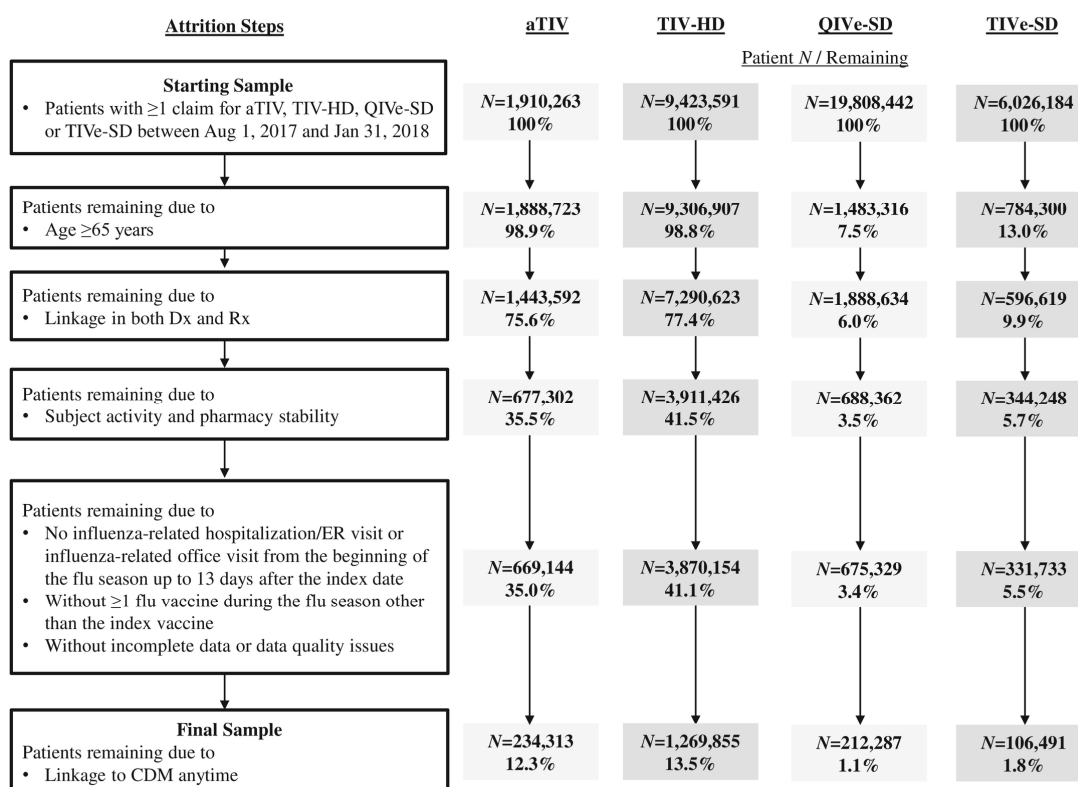 Attrition Steps aTIV TIV-HD QIVe-SD TIVe-SD
Patient N / Remaining
Starting Sample
• Patients with ≥1 claim for aTIV, TIV-HD, QIVe-SD
or TIVe-SD between Aug 1, 2017 and Jan 31, 2018
N=1,910,263 N=9,423,591 N=19,808,442 N=6,026,184
100% 100% 100% 100%
Patients remaining due to
• Age ≥65 years
N=1,888,723 N=9,306,907 N=1,483,316 N=784,300
98.9% 98.8% 7.5% 13.0%
Patients remaining due to
• Linkage in both Dx and Rx
N=1,443,592 N=7,290,623 N=1,888,634 N=596,619
75.6% 77.4% 6.0% 9.9%
Patients remaining due to
• Subject activity and pharmacy stability
N=677,302 N=3,911,426 N=688,362 N=344,248
35.5% 41.5% 3.5% 5.7%
Patients remaining due to
• No influenza-related hospitalization/ER visit or
influenza-related office visit from the beginning of
the flu season up to 13 days after the index date
• Without ≥1 flu vaccine during the flu season other
than the index vaccine
• Without incomplete data or data quality issues
N=669,144 N=3,870,154 N=675,329 N=331,733
35.0% 41.1% 3.4% 5.5%
Final Sample
Patients remaining due to
• Linkage to CDM anytime
N=234,313 N=1,269,855 N=212,287 N=106,491
12.3% 13.5% 1.1% 1.8%